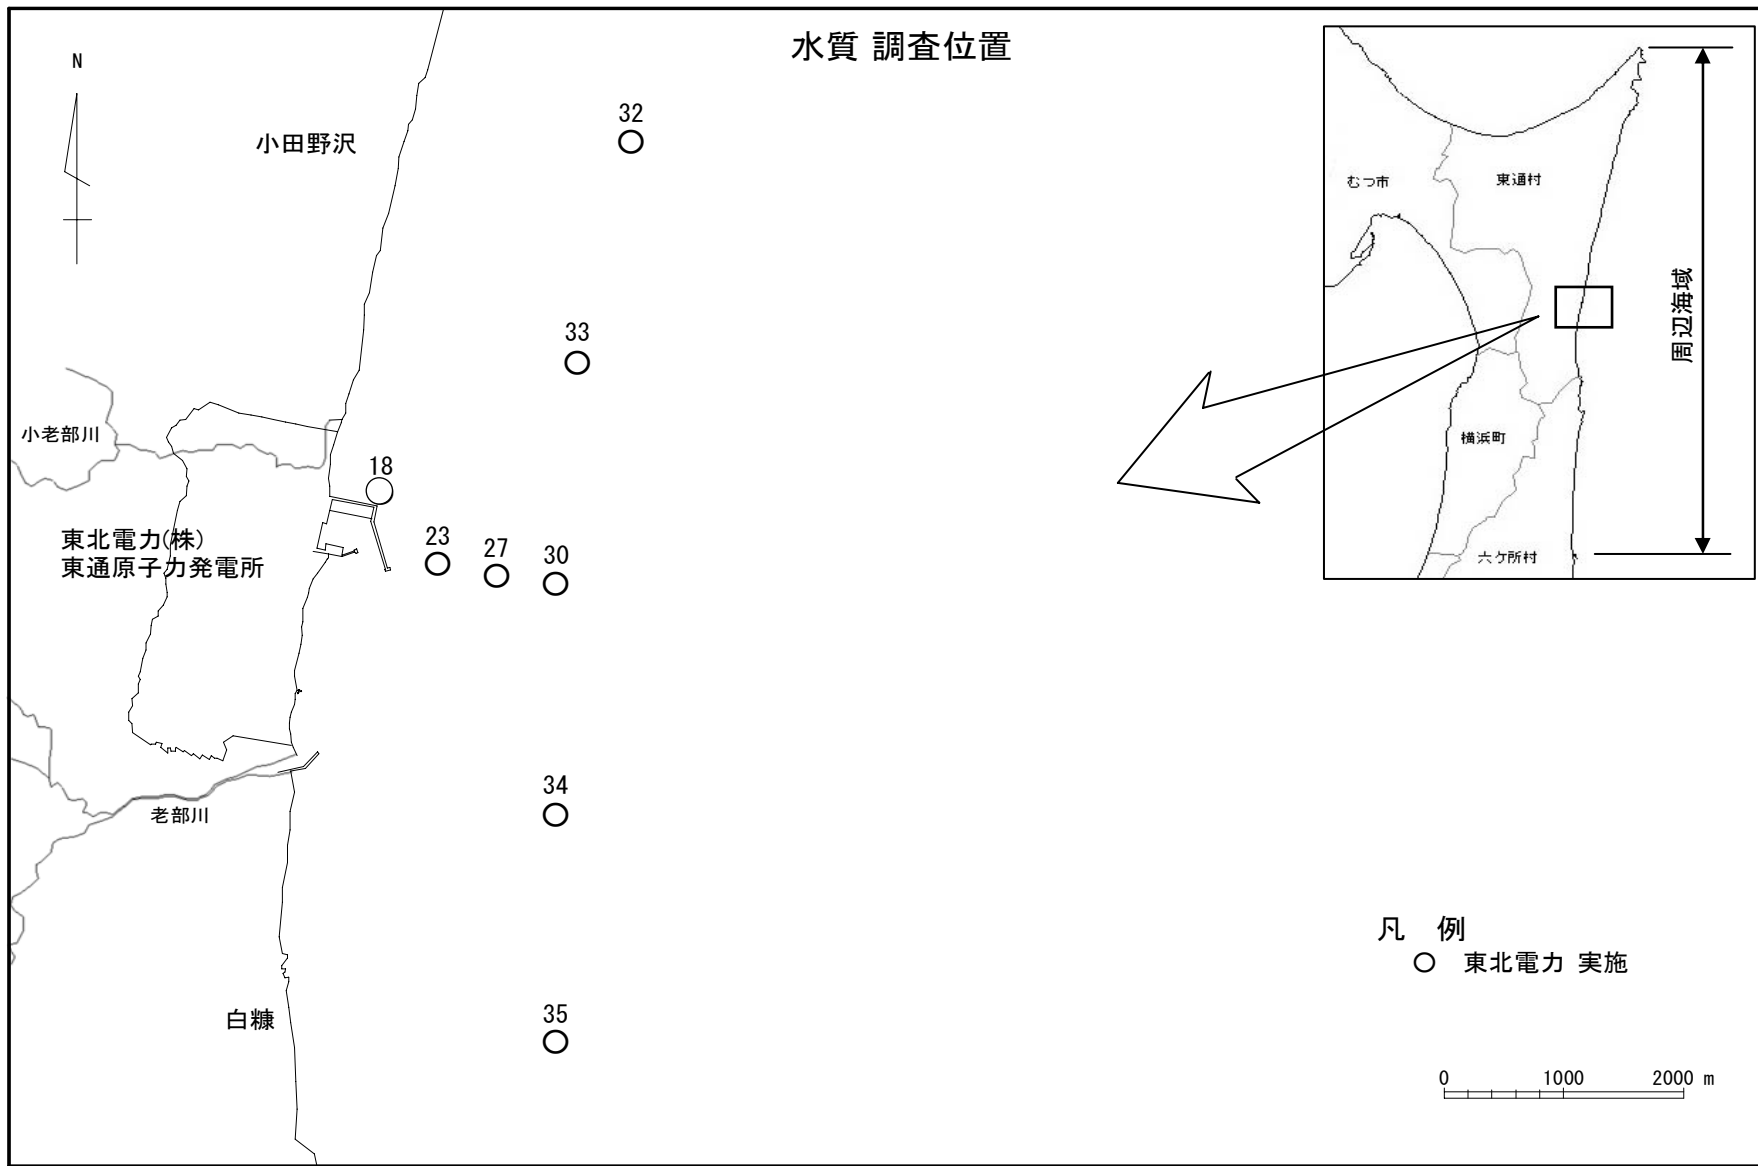 水質 調査位置
N
小田野沢
32
33
小老部川
18
東北電力(株)
東通原子力発電所
23
27
30
34
老部川
白糠
35
むつ市
東通村
周辺海域
横浜町
六ケ所村
凡 例
東北電力 実施
0 1000 2000 m